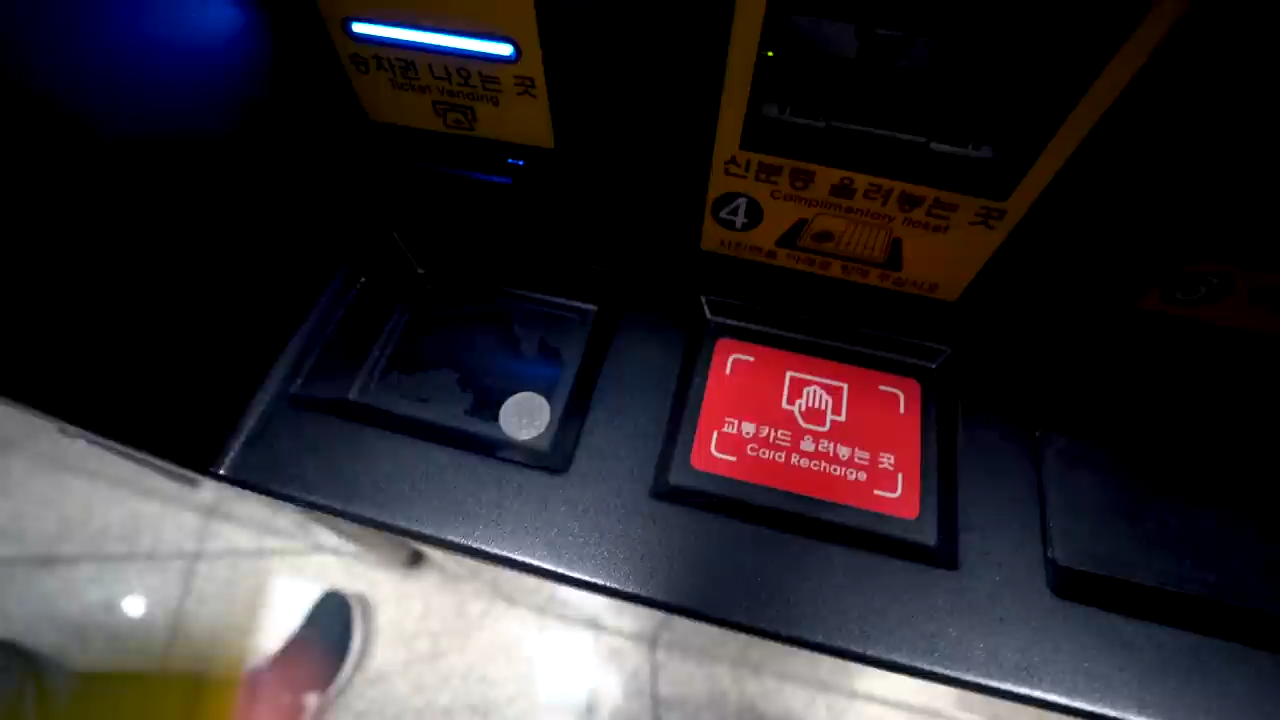 승차권 나오는 곳
Ticket Vending
신분증 올려놓는 곳
4
Complimentary Ticket
교통카드 올려놓는 곳
Card Recharge